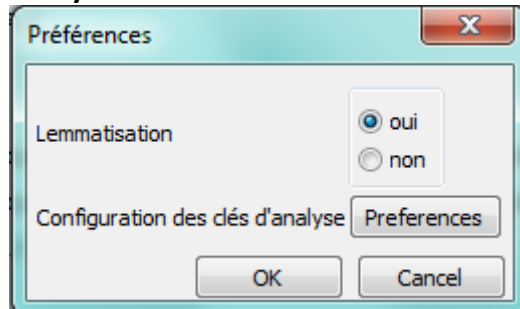 Préférences
Lemmatisation
oui
non
Configuration des clés d'analyse Preferences
OK Cancel